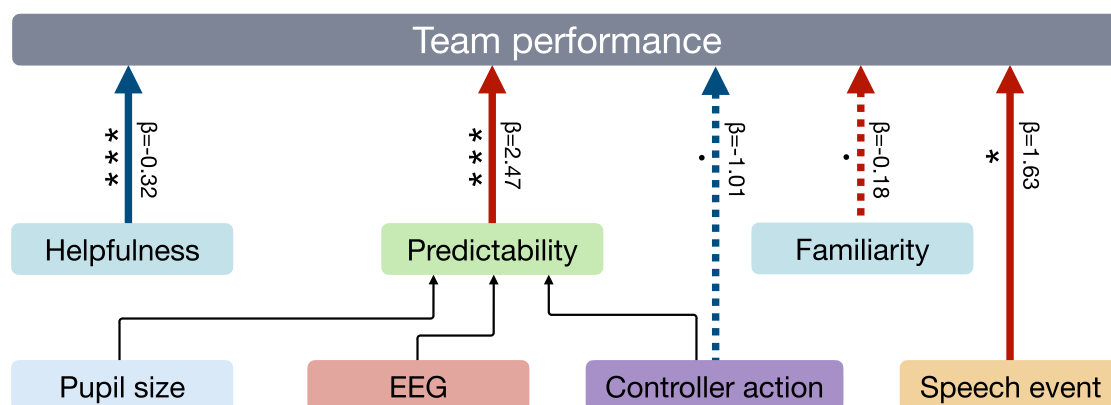 Team performance
***
β=-0.32
***
β=2.47
.
β=-1.01
.
β=-0.18
*
β=1.63
Helpfulness
Predictability
Familiarity
Pupil size
EEG
Controller action
Speech event